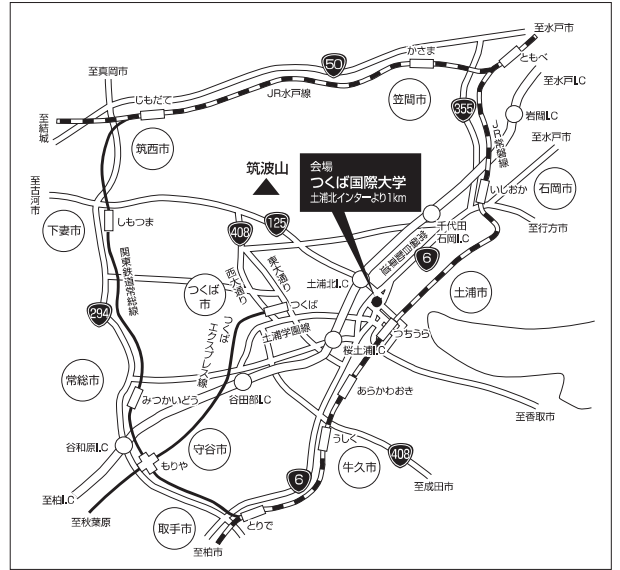 至水戸市
ともべ
かさま
50
至真岡市
至水戸I.C
JR水戸線
笠間市
355
じもだて
岩間I.C
至結城
JR常磐線
至水戸市
筑西市
会場
つくば国際大学
土浦北インターより1km
筑波山
石岡市
いしおか
至古河市
125
千代田
石岡I.C
至行方市
下妻市
しもつま
408
常磐自動車道
6
関東鉄道常総線
西大通り
東大通り
土浦北I.C
土浦市
つくば
市
つくば
294
つくば
エクスプレス線
土浦学園線
つちうら
桜土浦I.C
常総市
みつかいどう
谷田部I.C
あらかわおき
至香取市
谷和原I.C
守谷市
うしく
もりや
牛久市
408
6
至成田市
至柏I.C
至秋葉原
取手市
とりで
至柏市